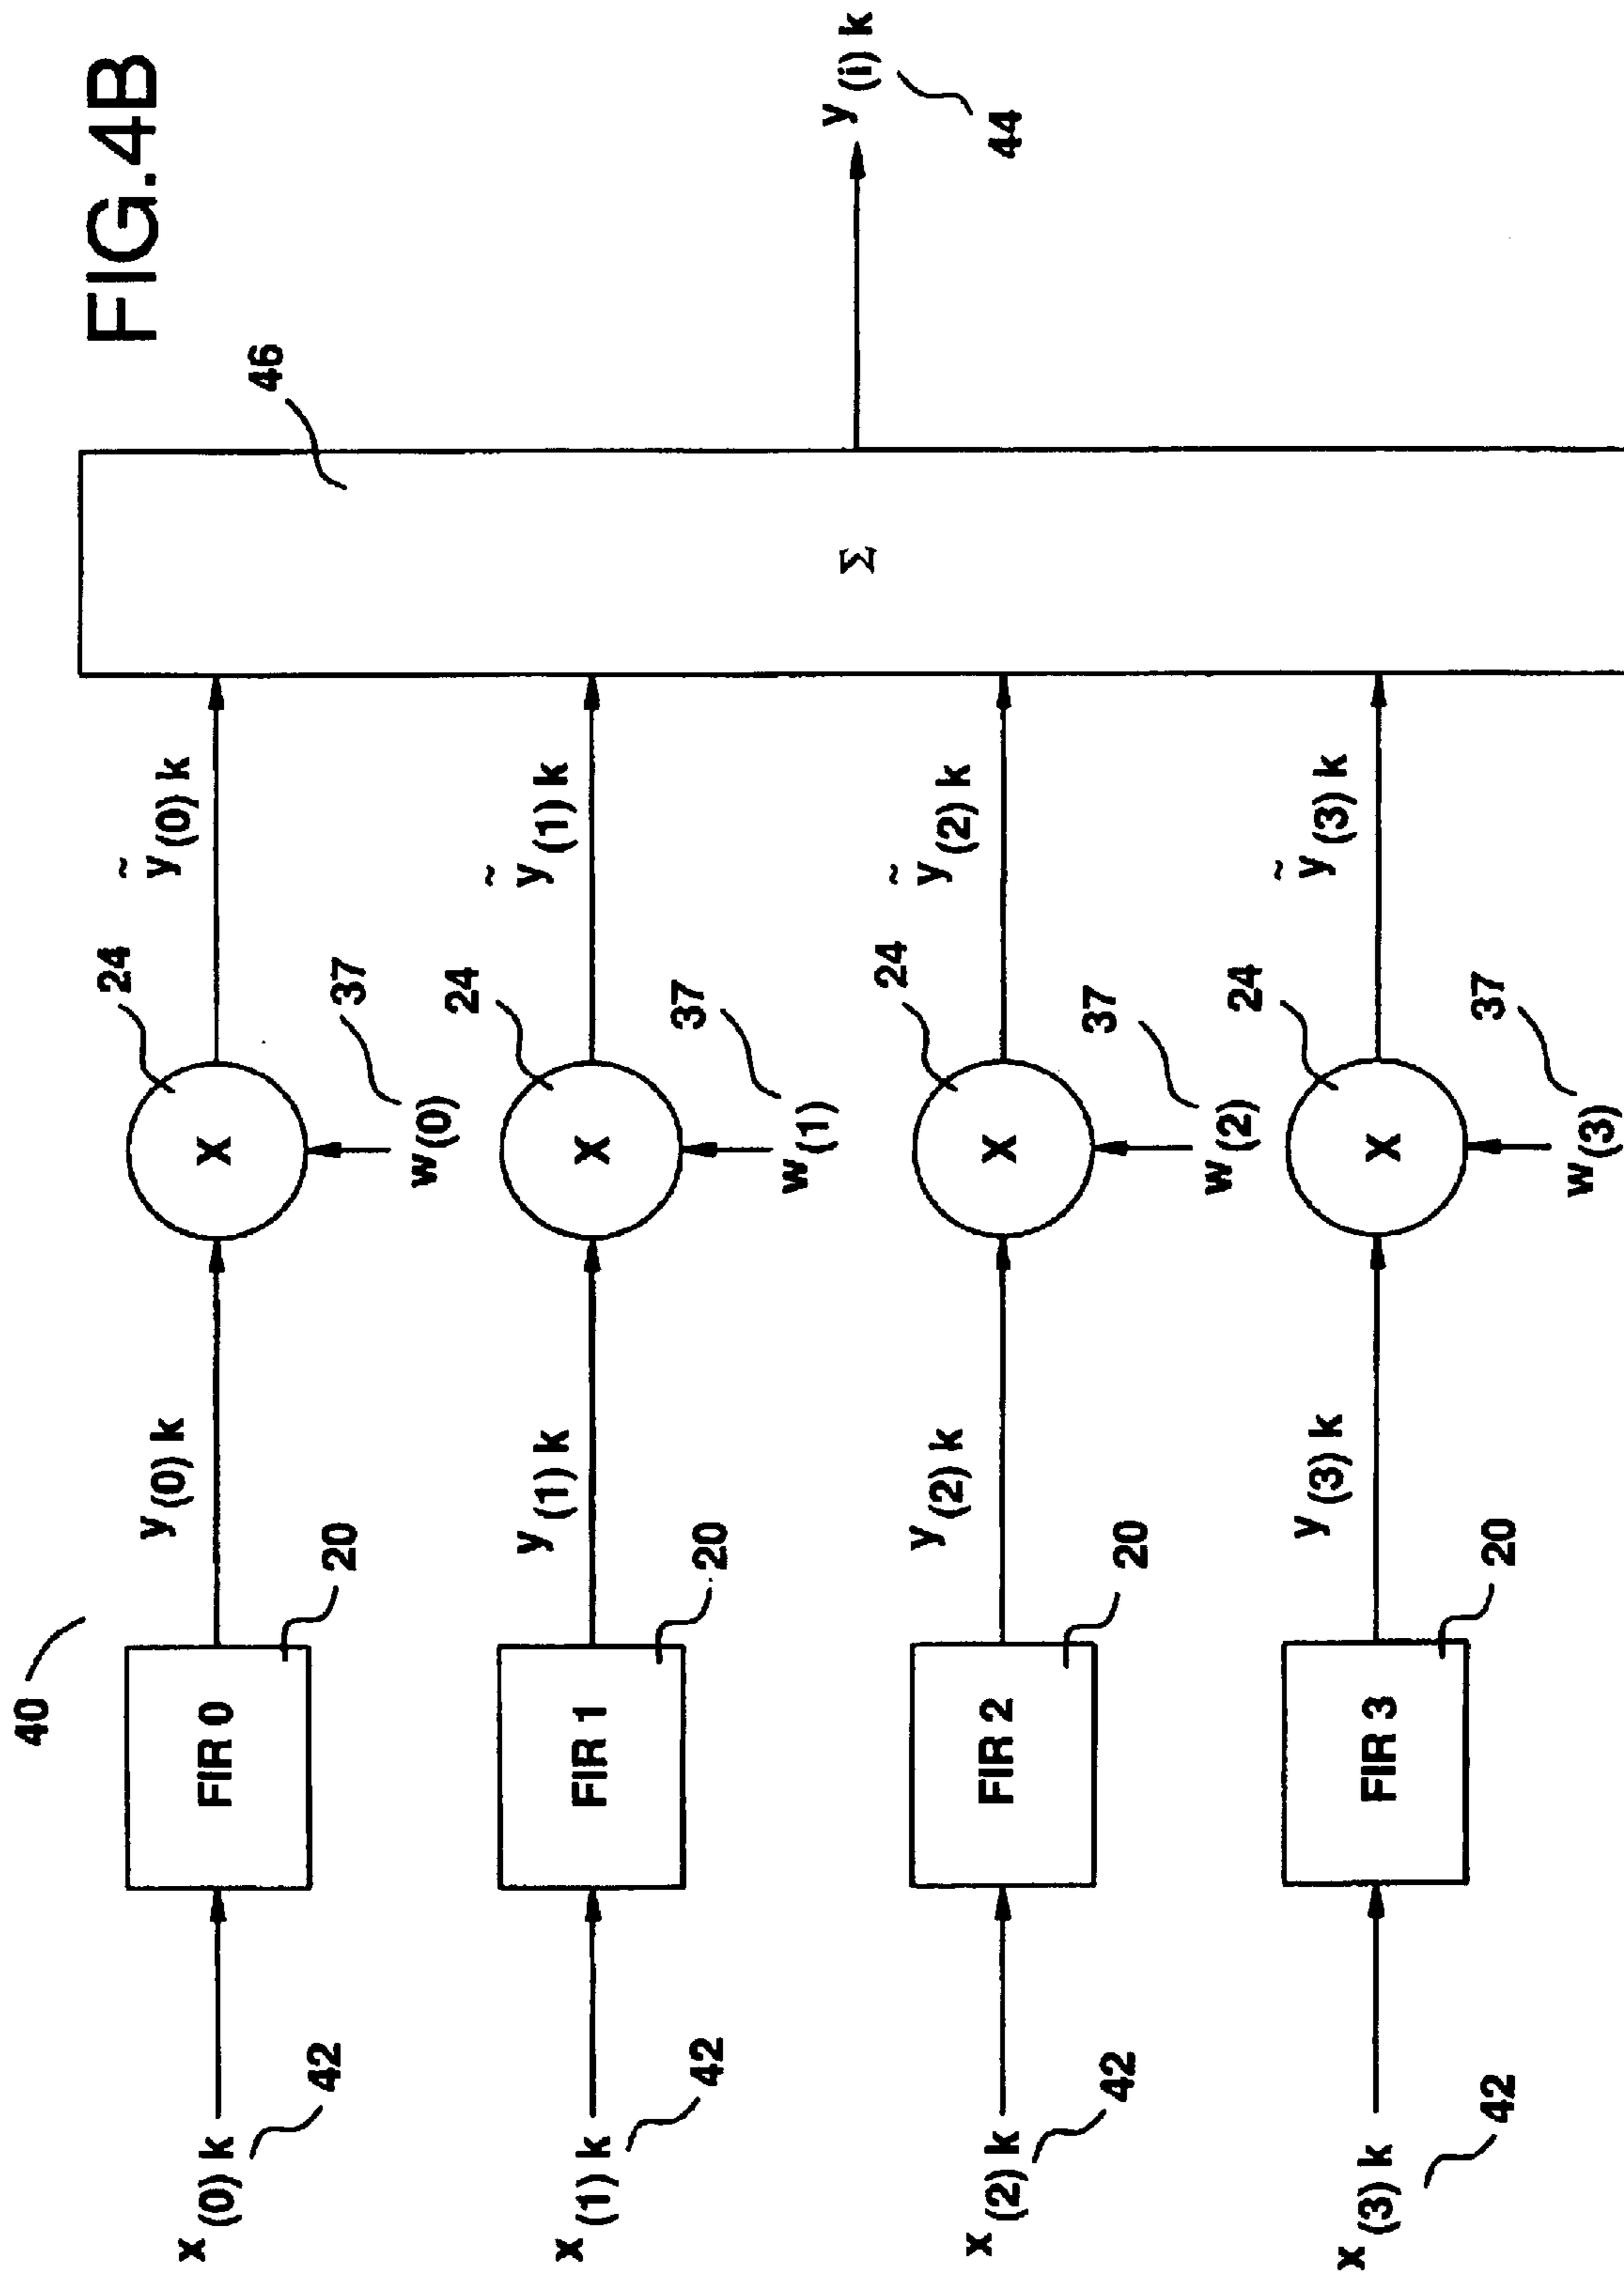 FIG.4B
40
x (0) k
42
FIR 0
20
y (0) k
24
X
w (0)
37
ỹ (0) k
x (1) k
42
FIR 1
20
y (1) k
24
X
w (1)
37
ỹ (1) k
x (2) k
42
FIR 2
20
y (2) k
24
X
w (2)
37
ỹ (2) k
x (3) k
42
FIR 3
20
y (3) k
24
X
w (3)
37
ỹ (3) k
46
Σ
y (i) k
44